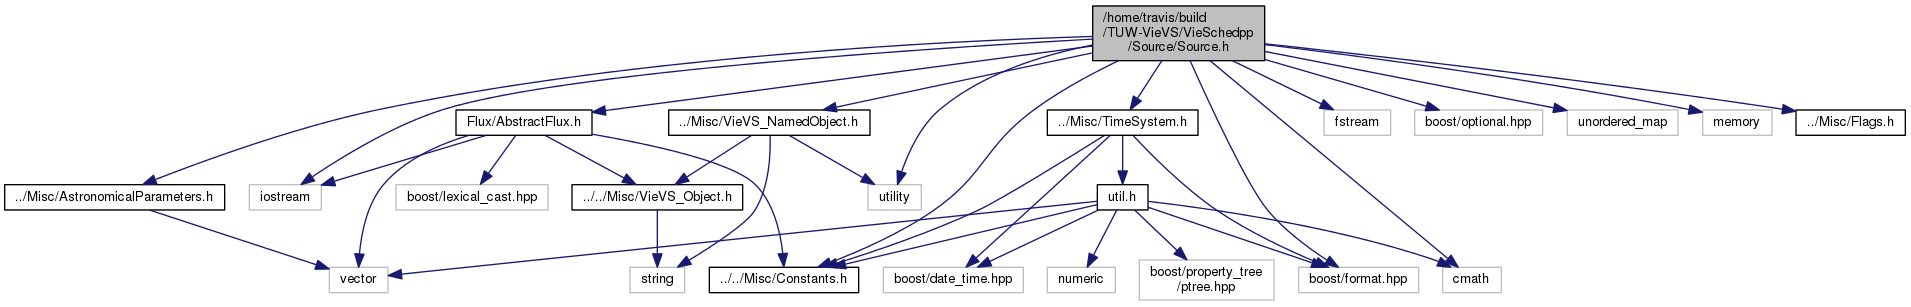 /home/travis/build
/TUW-VieVS/VieSchedpp
/Source/Source.h
Flux/AbstractFlux.h
../Misc/VieVS_NamedObject.h
../Misc/TimeSystem.h
fstream
boost/optional.hpp
unordered_map
memory
../Misc/Flags.h
../Misc/AstronomicalParameters.h
iostream
boost/lexical_cast.hpp
../../Misc/VieVS_Object.h
utility
util.h
vector
string
../../Misc/Constants.h
boost/date_time.hpp
numeric
boost/property_tree
/ptree.hpp
boost/format.hpp
cmath